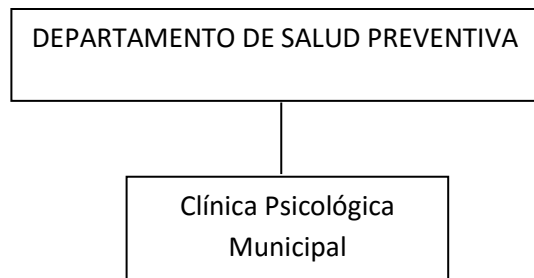 DEPARTAMENTO DE SALUD PREVENTIVA
Clínica Psicológica
Municipal